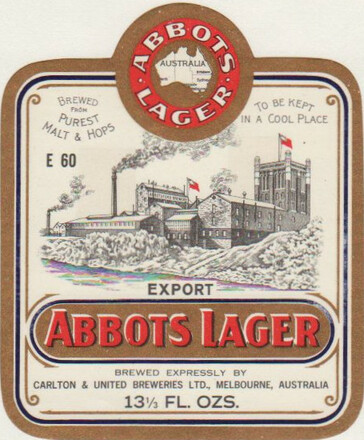 ABBOTS
AUSTRALIA
LAGER
BREWED
FROM
PUREST
MALT & HOPS
TO BE KEPT
IN A COOL PLACE
E 60
EXPORT
ABBOTS LAGER
BREWED EXPRESSLY BY
CARLTON & UNITED BREWERIES LTD., MELBOURNE, AUSTRALIA
13⅓ FL. OZS.